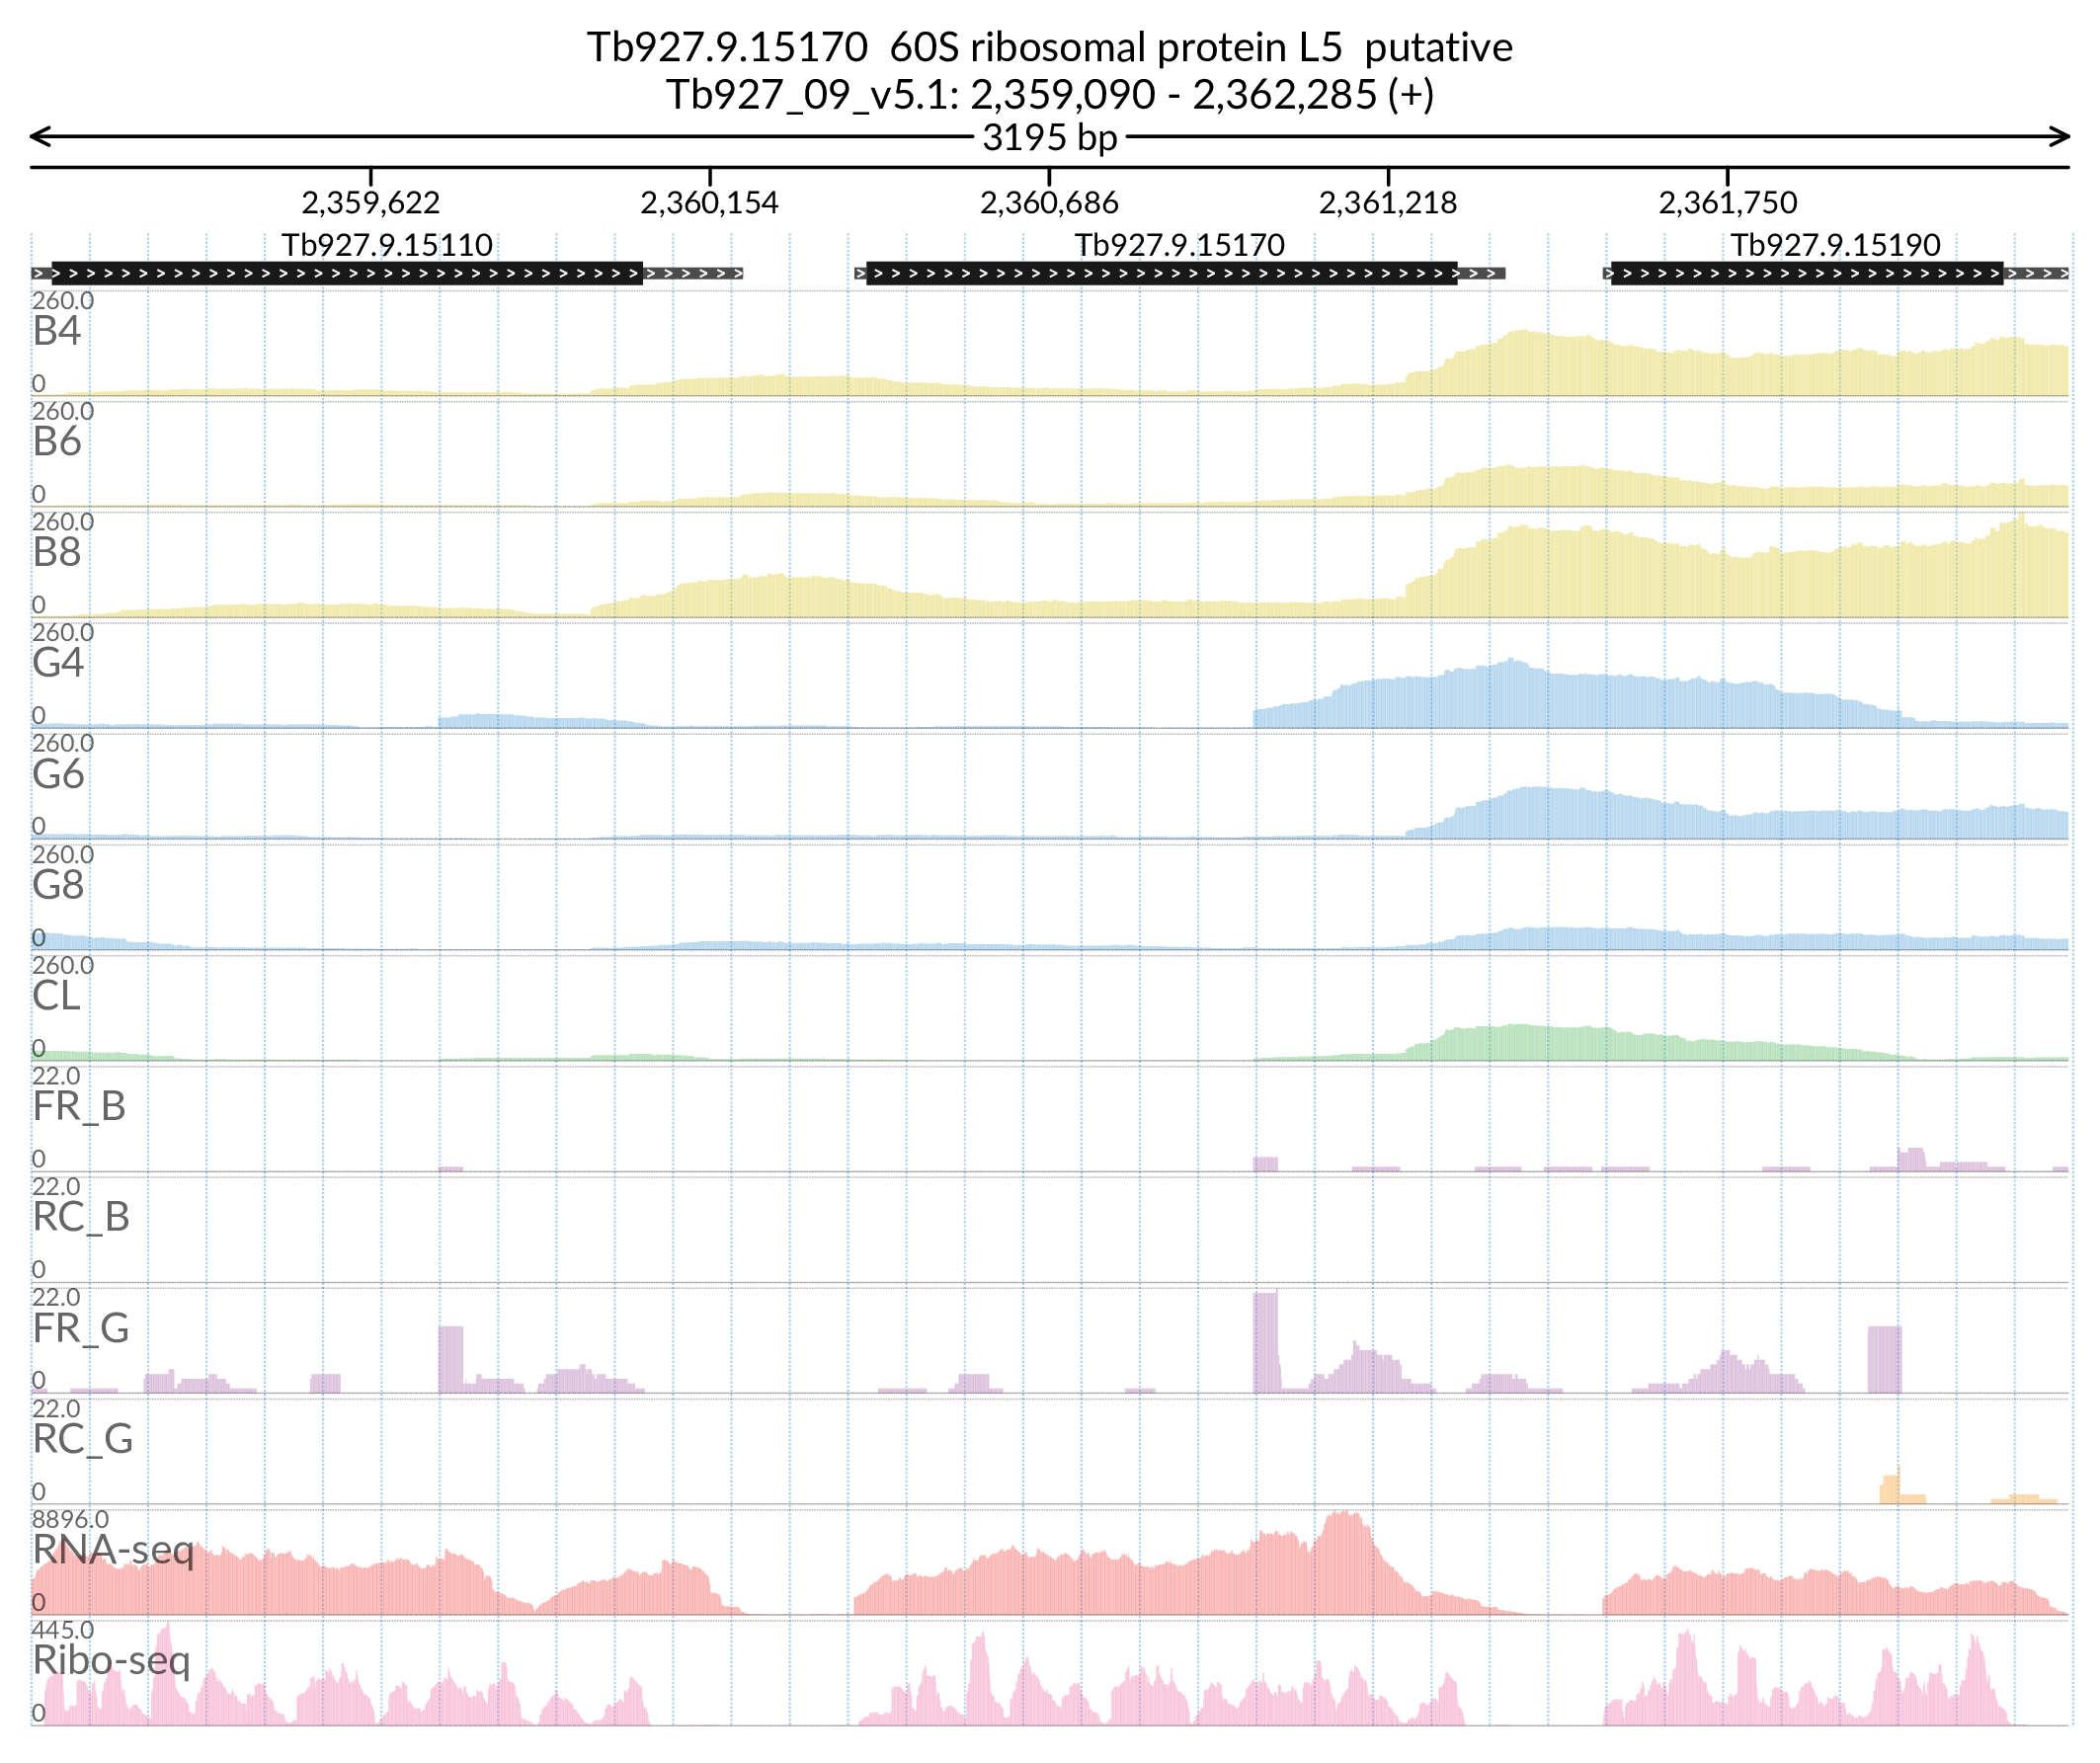 Tb927.9.15170  60S ribosomal protein L5  putative
Tb927_09_v5.1: 2,359,090 - 2,362,285 (+)
3195 bp
2,359,622 2,360,154 2,360,686 2,361,218 2,361,750
Tb927.9.15110 Tb927.9.15170 Tb927.9.15190
260.0
B4
0
260.0
B6
0
260.0
B8
0
260.0
G4
0
260.0
G6
0
260.0
G8
0
260.0
CL
0
22.0
FR_B
0
22.0
RC_B
0
22.0
FR_G
0
22.0
RC_G
0
8896.0
RNA-seq
0
445.0
Ribo-seq
0